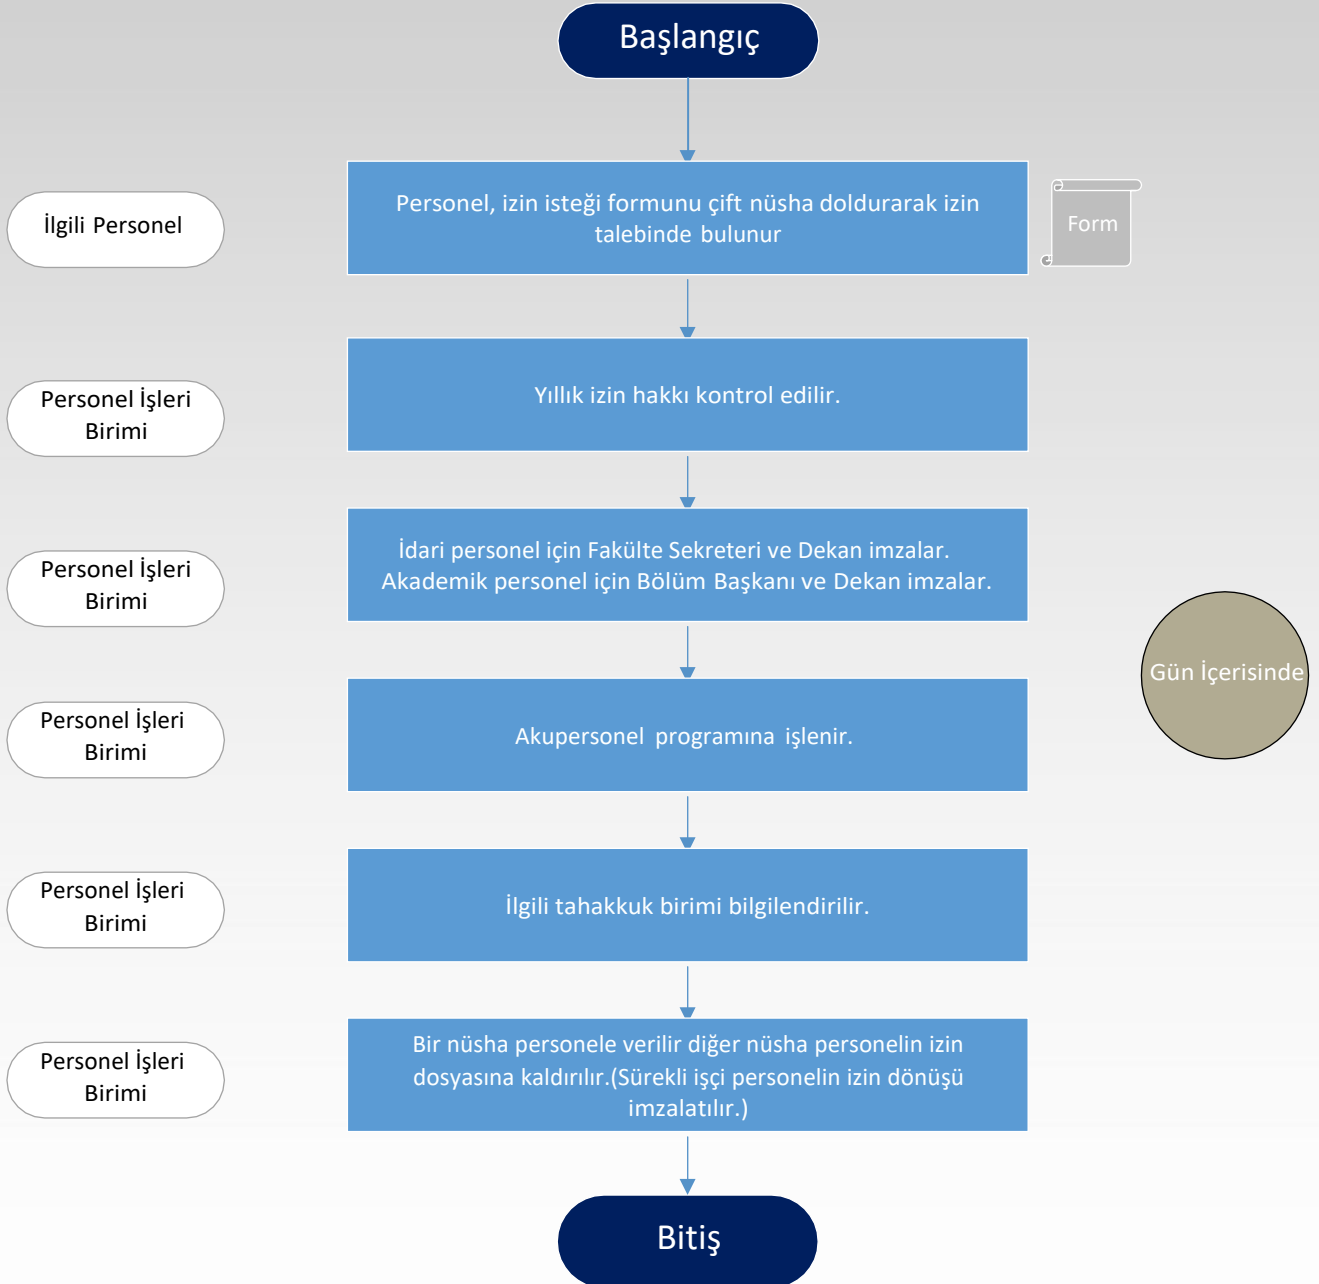 Başlangıç
İlgili Personel
Personel, izin isteği formunu çift nüsha doldurarak izin
talebinde bulunur
Form
Personel İşleri
Birimi
Yıllık izin hakkı kontrol edilir.
Personel İşleri
Birimi
İdari personel için Fakülte Sekreteri ve Dekan imzalar.
Akademik personel için Bölüm Başkanı ve Dekan imzalar.
Gün İçerisinde
Personel İşleri
Birimi
Akupersonel programına işlenir.
Personel İşleri
Birimi
İlgili tahakkuk birimi bilgilendirilir.
Personel İşleri
Birimi
Bir nüsha personele verilir diğer nüsha personelin izin
dosyasına kaldırılır.(Sürekli işçi personelin izin dönüşü
imzalatılır.)
Bitiş